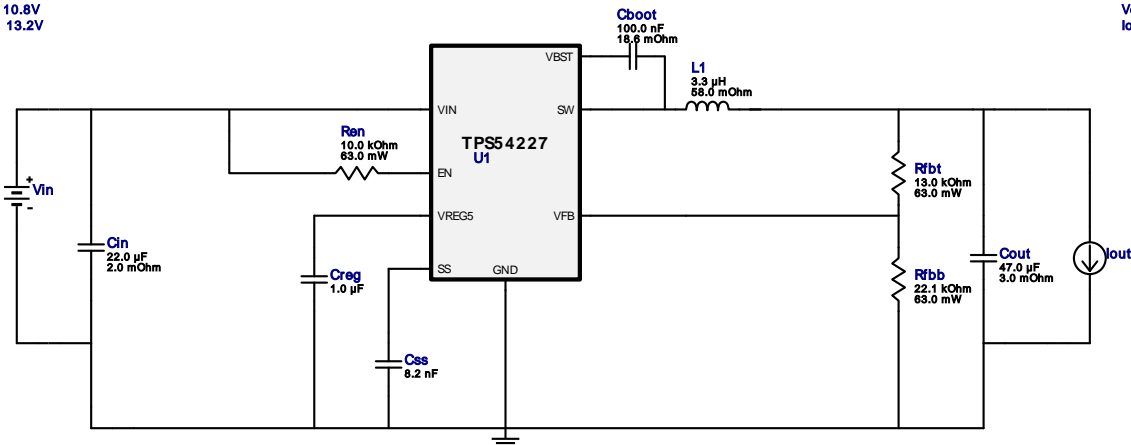 10.8V
13.2V
Cboot
100.0 nF
18.6 mOhm
VBST
L1
3.3 µH
58.0 mOhm
VIN
SW
Ren
10.0 kOhm
63.0 mW
TPS54227
U1
EN
Rfbt
13.0 kOhm
63.0 mW
+
Vin
-
VREG5
VFB
Cin
22.0 µF
2.0 mOhm
SS
GND
Creg
1.0 µF
Rfbb
22.1 kOhm
63.0 mW
Cout
47.0 µF
3.0 mOhm
Iout
Css
8.2 nF